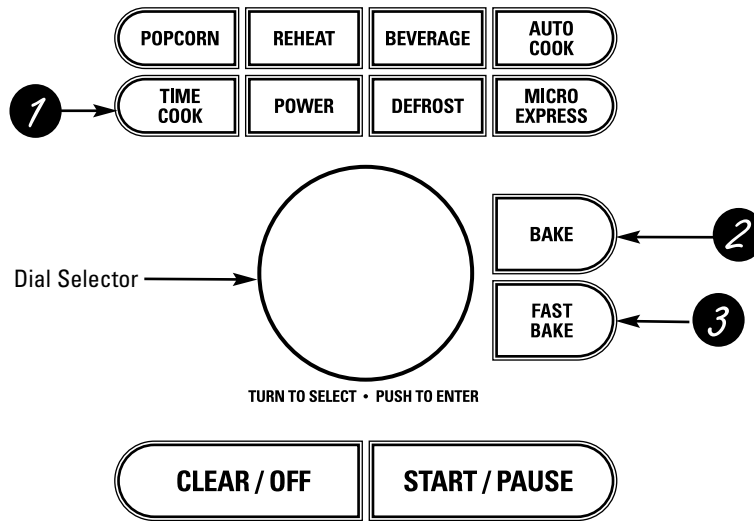 POPCORN REHEAT BEVERAGE AUTO COOK
1 TIME COOK POWER DEFROST MICRO EXPRESS
BAKE 2
Dial Selector
FAST BAKE 3
TURN TO SELECT • PUSH TO ENTER
CLEAR / OFF START / PAUSE